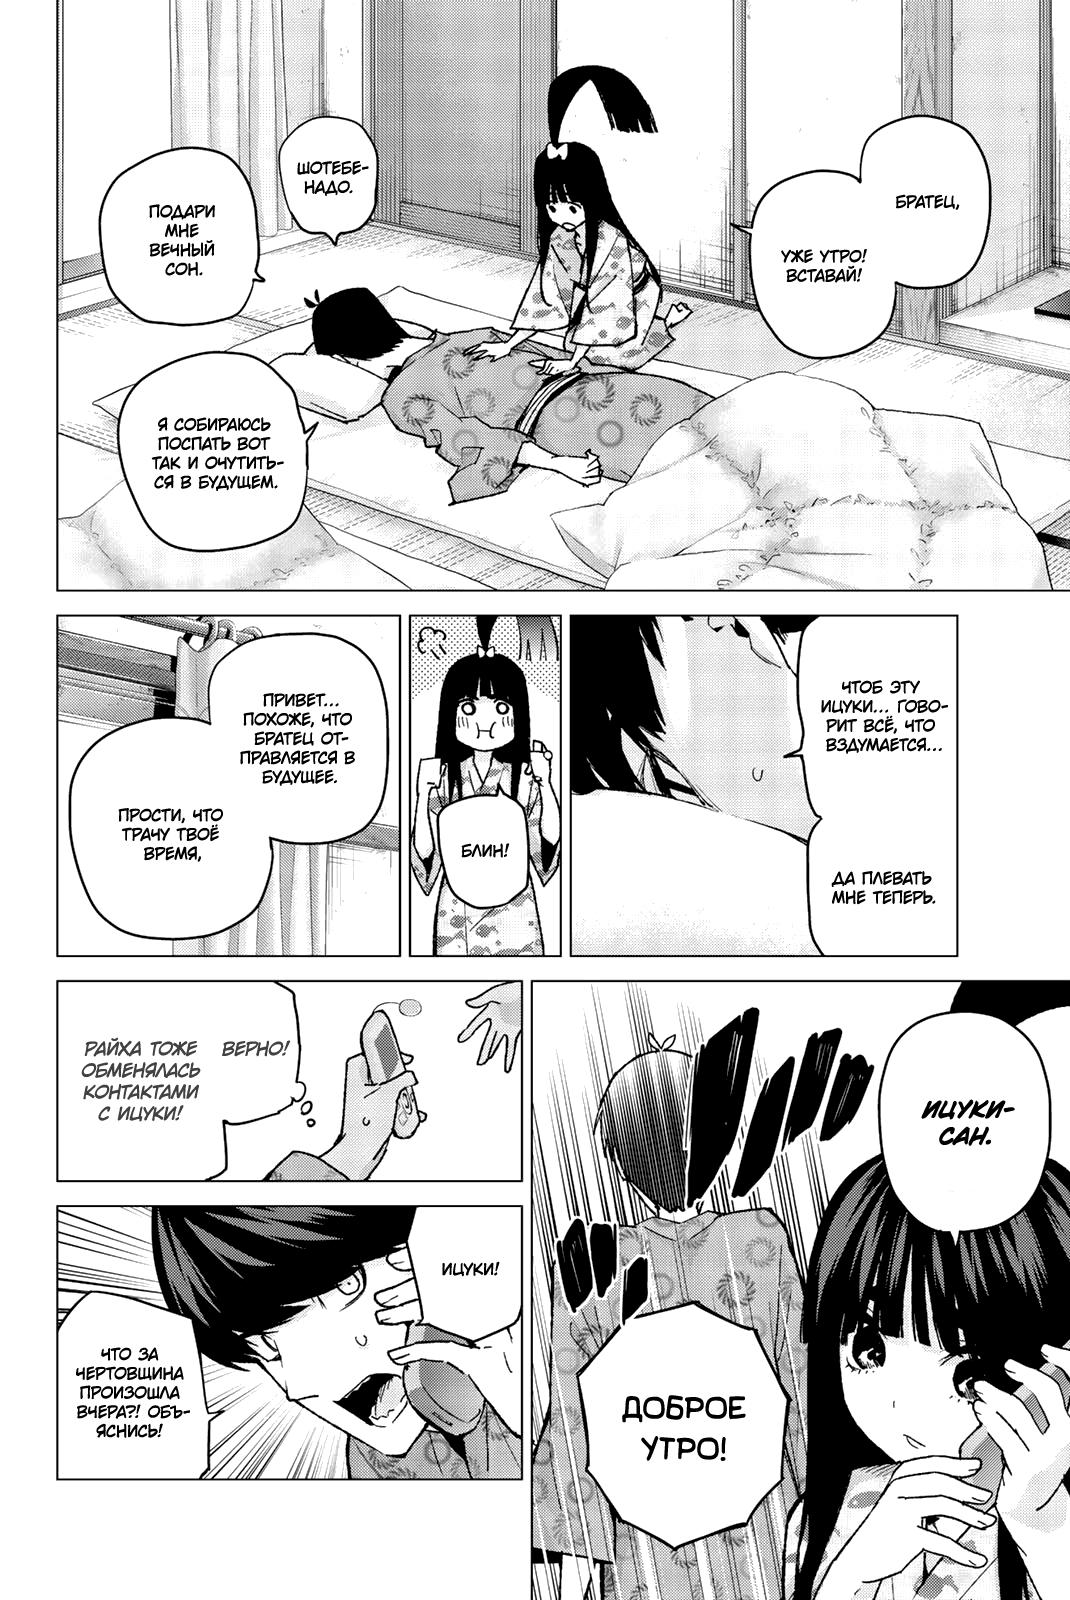 БРАТЕЦ,
УЖЕ УТРО!
ВСТАВАЙ!
ШОТЕБЕ-
НАДО.
ПОДАРИ
МНЕ
ВЕЧНЫЙ
СОН.
Я СОБИРАЮСЬ
ПОСПАТЬ ВОТ
ТАК И ОЧУТИТЬ-
СЯ В БУДУЩЕМ.
ЧТОБ ЭТУ
ИЦУКИ... ГОВО-
РИТ ВСЁ, ЧТО
ВЗДУМАЕТСЯ...
ДА ПЛЕВАТЬ
МНЕ ТЕПЕРЬ.
БЛИН!
ПРИВЕТ...
ПОХОЖЕ, ЧТО
БРАТЕЦ ОТ-
ПРАВЛЯЕТСЯ В
БУДУЩЕЕ.
ПРОСТИ, ЧТО
ТРАЧУ ТВОЁ
ВРЕМЯ,
ИЦУКИ-
САН.
ДОБРОЕ
УТРО!
ВЕРНО!
РАЙХА ТОЖЕ
ОБМЕНЯЛАСЬ
КОНТАКТАМИ
С ИЦУКИ!
ИЦУКИ!
ЧТО ЗА
ЧЕРТОВЩИНА
ПРОИЗОШЛА
ВЧЕРА?! ОБЪ-
ЯСНИСЬ!